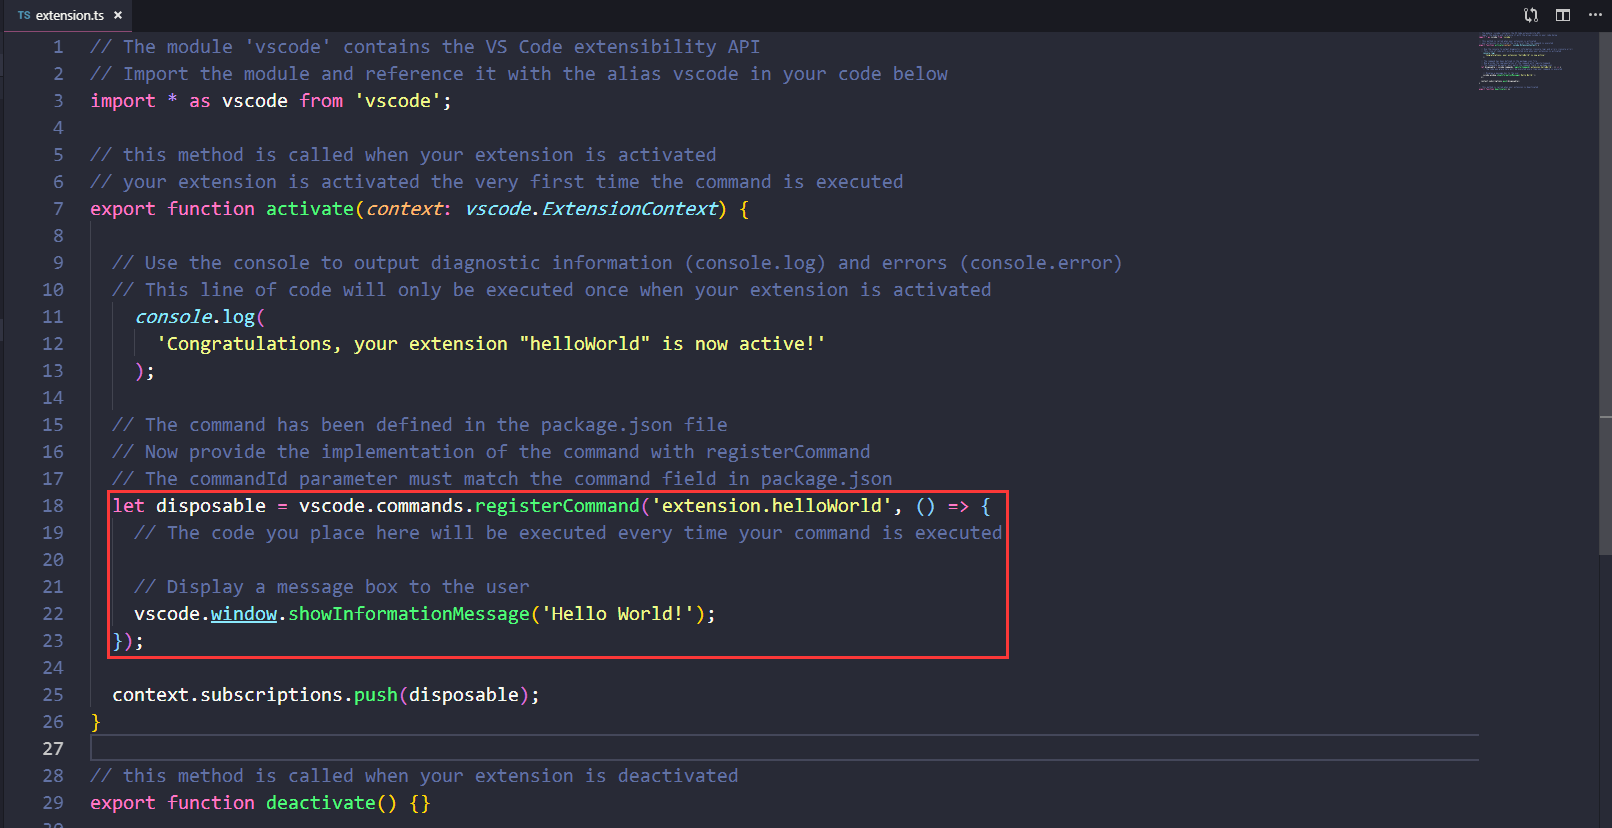 TS extension.ts ×
1 // The module 'vscode' contains the VS Code extensibility API
2 // Import the module and reference it with the alias vscode in your code below
3 import * as vscode from 'vscode';
4
5 // this method is called when your extension is activated
6 // your extension is activated the very first time the command is executed
7 export function activate(context: vscode.ExtensionContext) {
8
9 // Use the console to output diagnostic information (console.log) and errors (console.error)
10 // This line of code will only be executed once when your extension is activated
11 console.log(
12 'Congratulations, your extension "helloWorld" is now active!'
13 );
14
15 // The command has been defined in the package.json file
16 // Now provide the implementation of the command with registerCommand
17 // The commandId parameter must match the command field in package.json
18 let disposable = vscode.commands.registerCommand('extension.helloWorld', () => {
19 // The code you place here will be executed every time your command is executed
20
21 // Display a message box to the user
22 vscode.window.showInformationMessage('Hello World!');
23 });
24
25 context.subscriptions.push(disposable);
26 }
27
28 // this method is called when your extension is deactivated
29 export function deactivate() {}